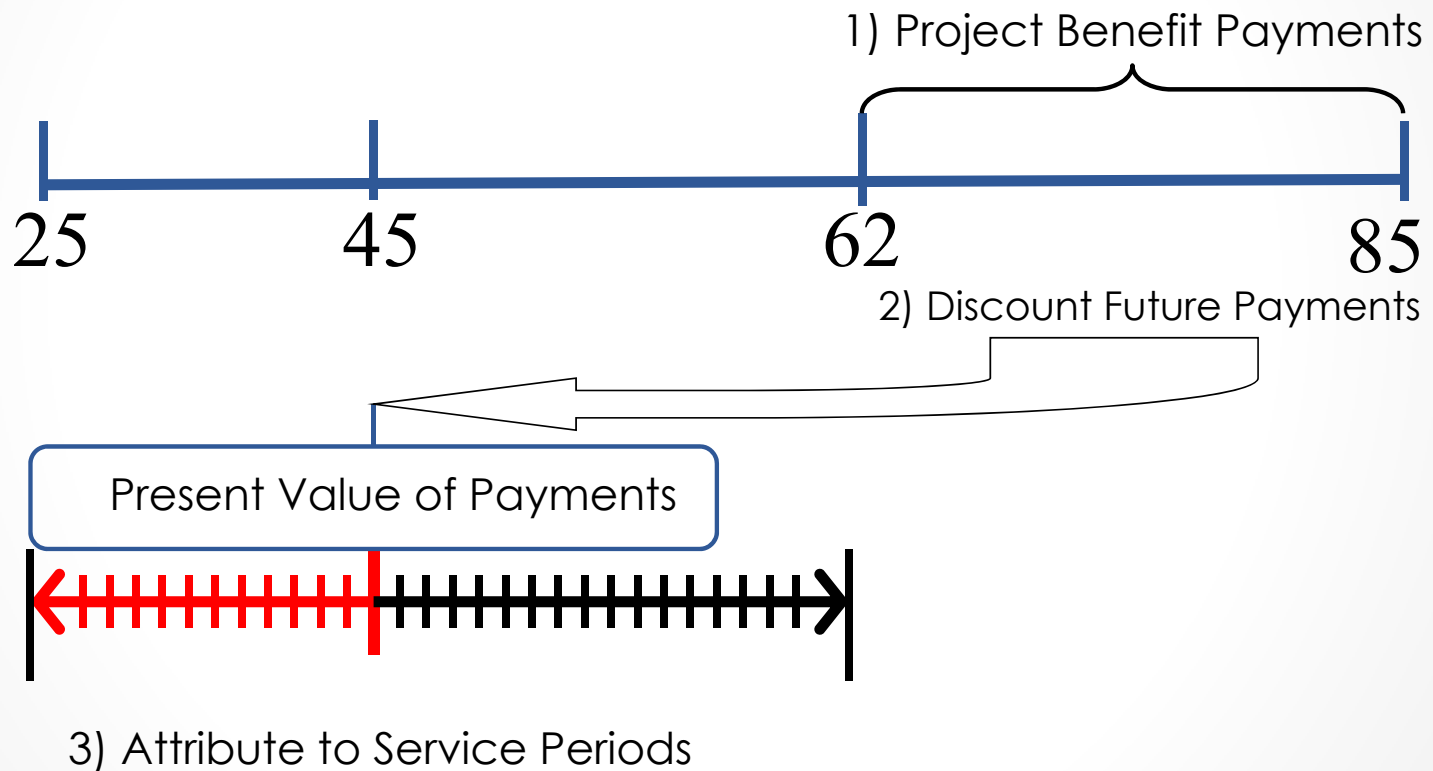 1) Project Benefit Payments
25 45 62 85
2) Discount Future Payments
Present Value of Payments
3) Attribute to Service Periods